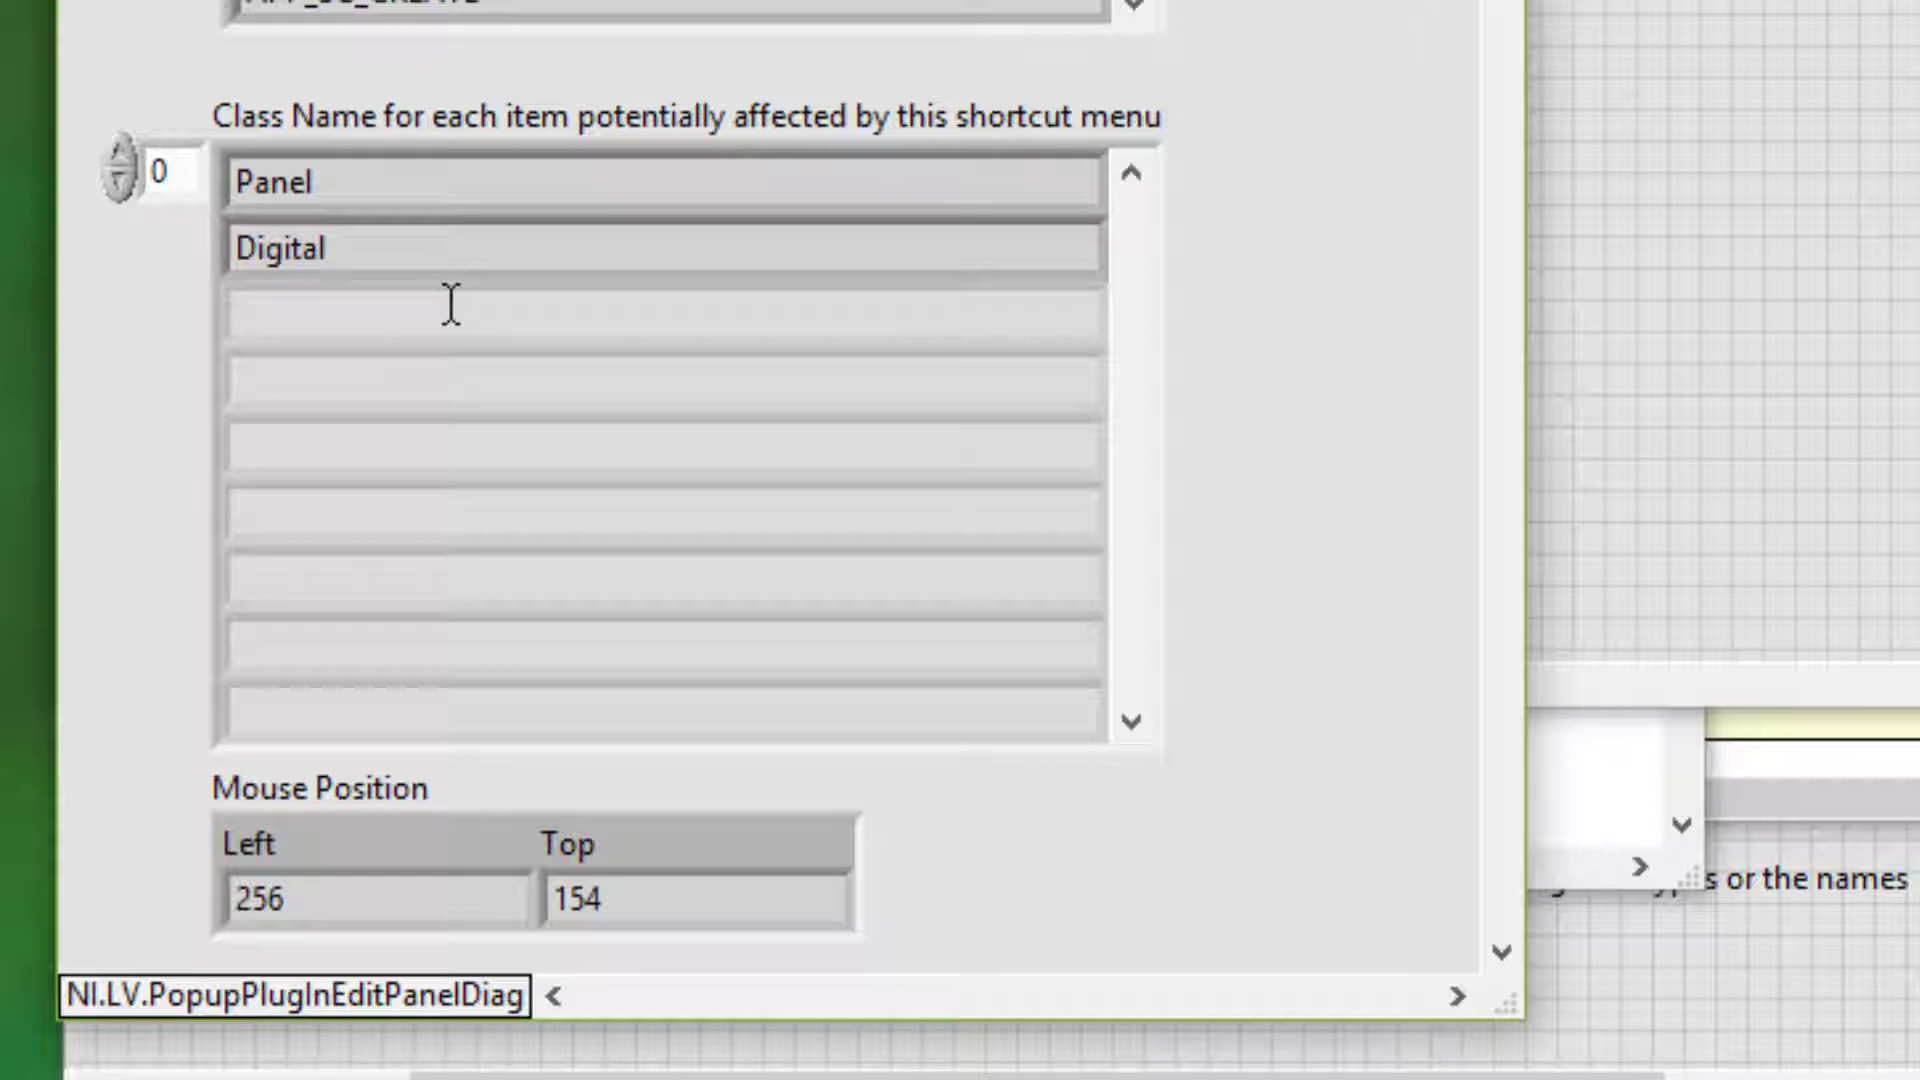 Class Name for each item potentially affected by this shortcut menu
0
Panel
Digital
Mouse Position
Left Top
256 154
s or the names
NI.LV.PopupPlugInEditPanelDiag